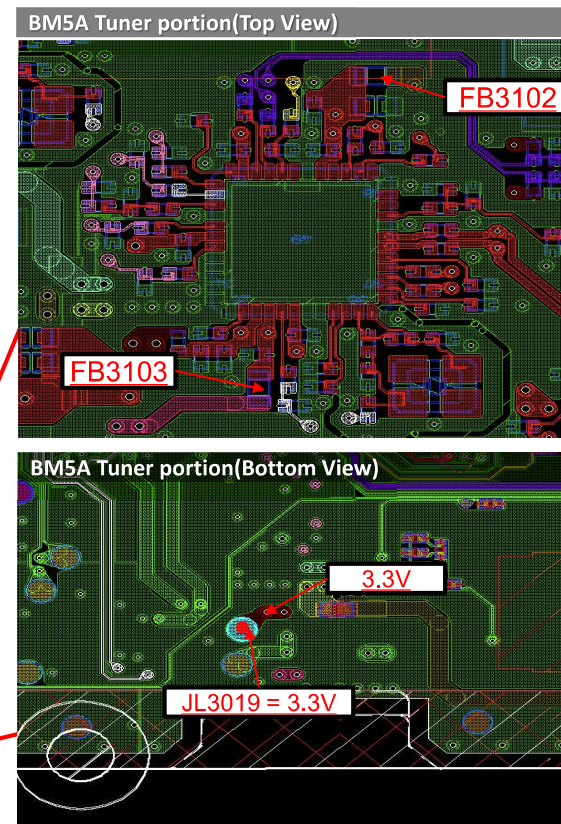 BM5A Tuner portion(Top View)
FB3102
FB3103
BM5A Tuner portion(Bottom View)
3.3V
JL3019 = 3.3V